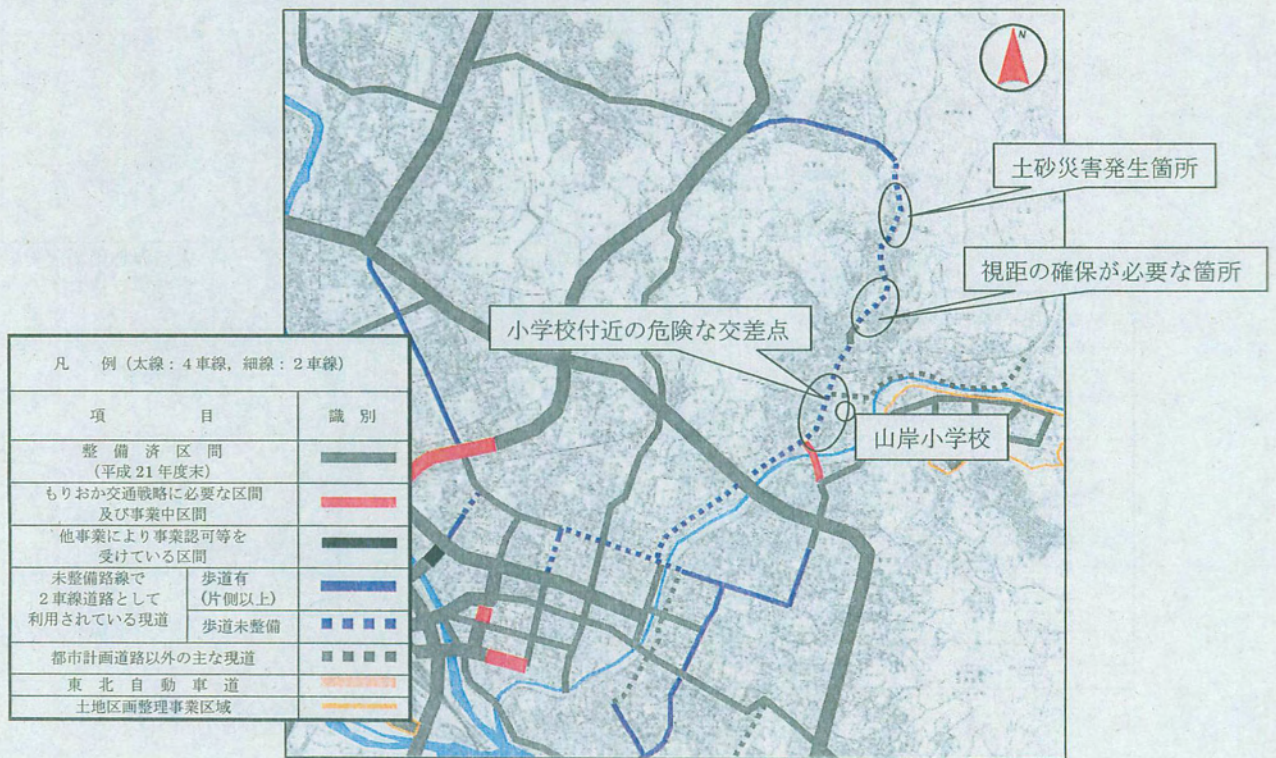 N
土砂災害発生箇所
視距の確保が必要な箇所
小学校付近の危険な交差点
山岸小学校
凡 例 (太線：4車線，細線：2車線)
項 目
識 別
整 備 済 区 間
(平成 21 年度末)
もりおか交通戦略に必要な区間
及び事業中区間
他事業により事業認可等を
受けている区間
未整備路線で
2車線道路として
利用されている現道
歩道有
(片側以上)
歩道未整備
都市計画道路以外の主な現道
東 北 自 動 車 道
土地区画整理事業区域